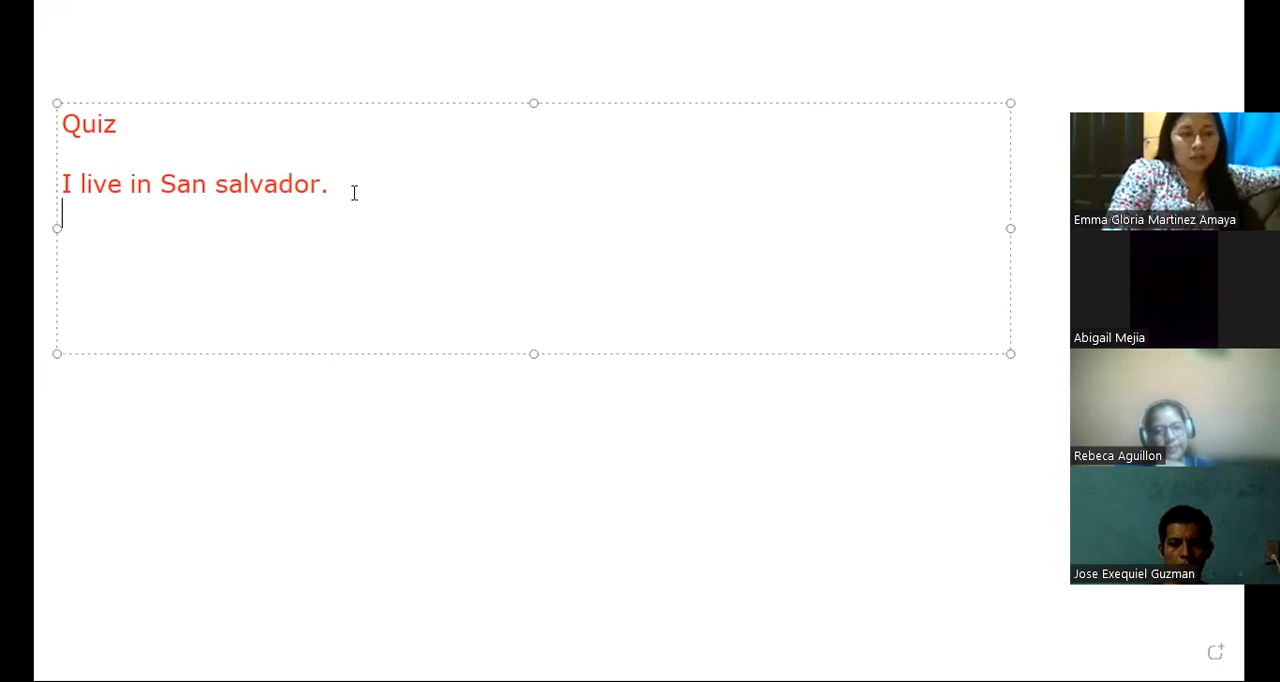 Quiz
I live in San salvador.
Emma Gloria Martinez Amaya
Abigail Mejia
Rebeca Aguillon
Jose Exequiel Guzman